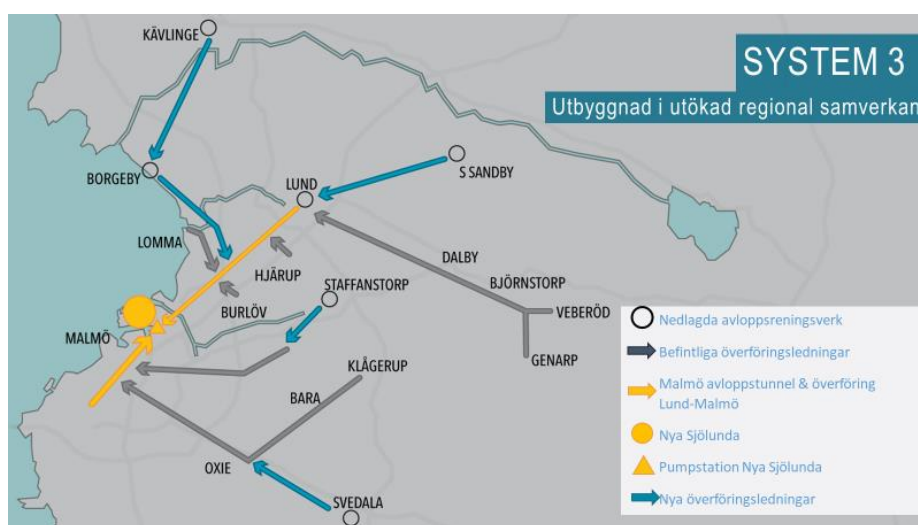 SYSTEM 3
Utbyggnad i utökad regional samverkan
KÄVLINGE
BORGEBY
LUND
S SANDBY
LOMMA
HJÄRUP
DALBY
BJÖRNSTORP
STAFFANSTORP
BURLÖV
VEBERÖD
MALMÖ
GENARP
KLÅGERUP
BARA
OXIE
SVEDALA
Nedlagda avloppsreningsverk
Befintliga överföringsledningar
Malmö avloppstunnel & överföring
Lund-Malmö
Nya Sjölunda
Pumpstation Nya Sjölunda
Nya överföringsledningar